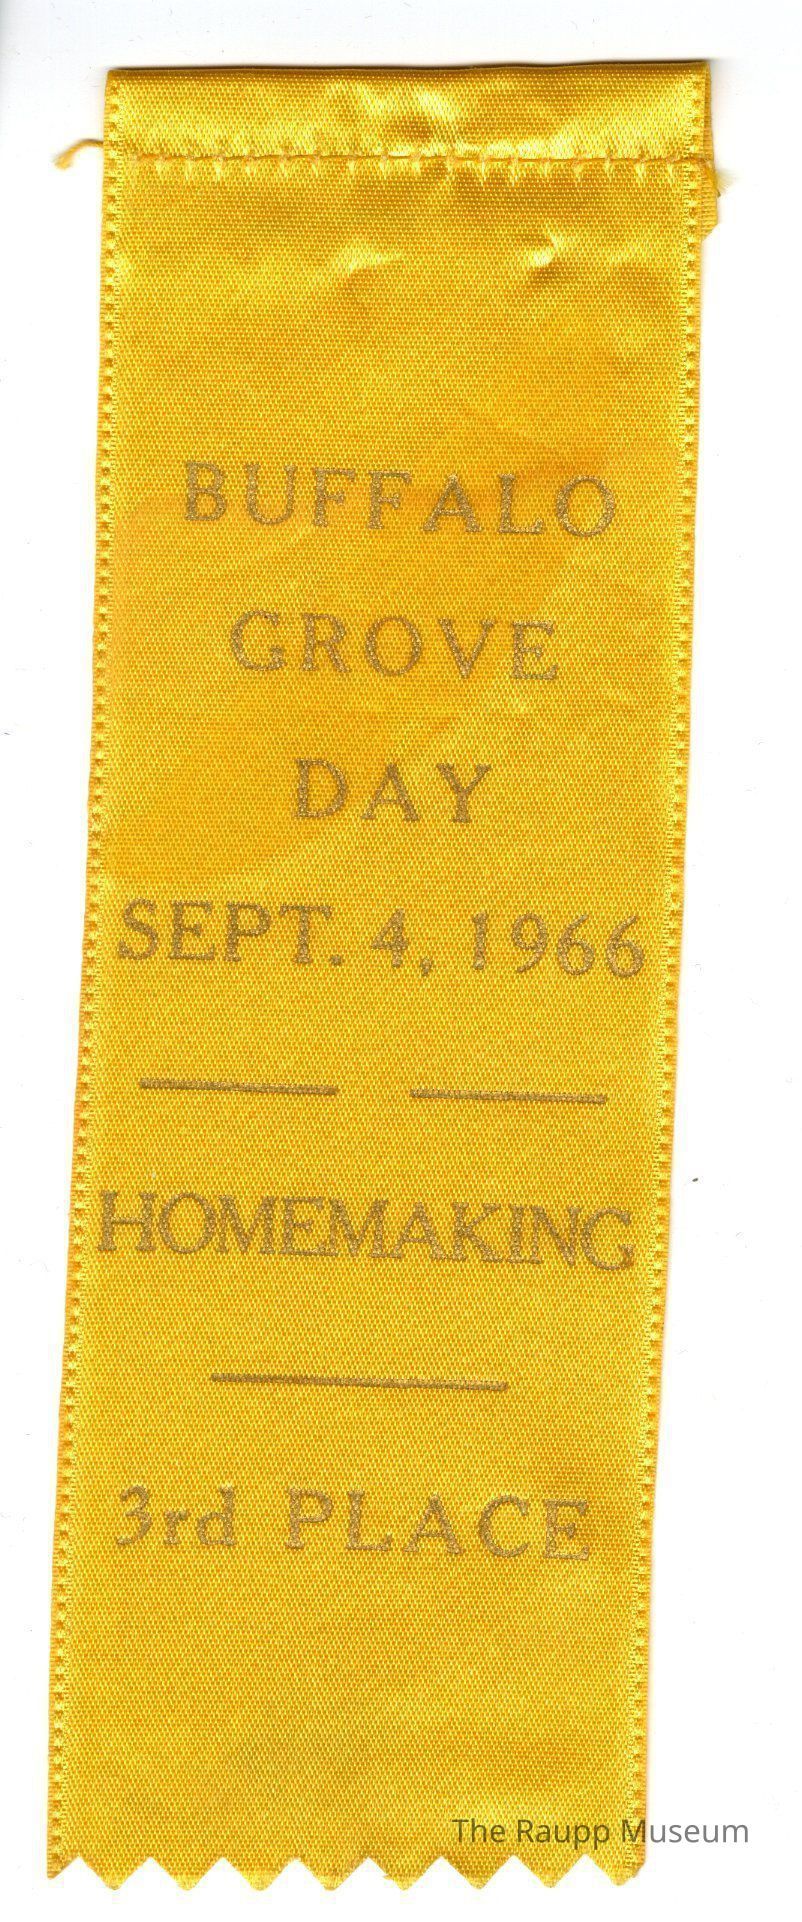 BUFFALO
GROVE
DAY
SEPT. 4, 1966
HOMEMAKING
3rd PLACE
The Raupp Museum